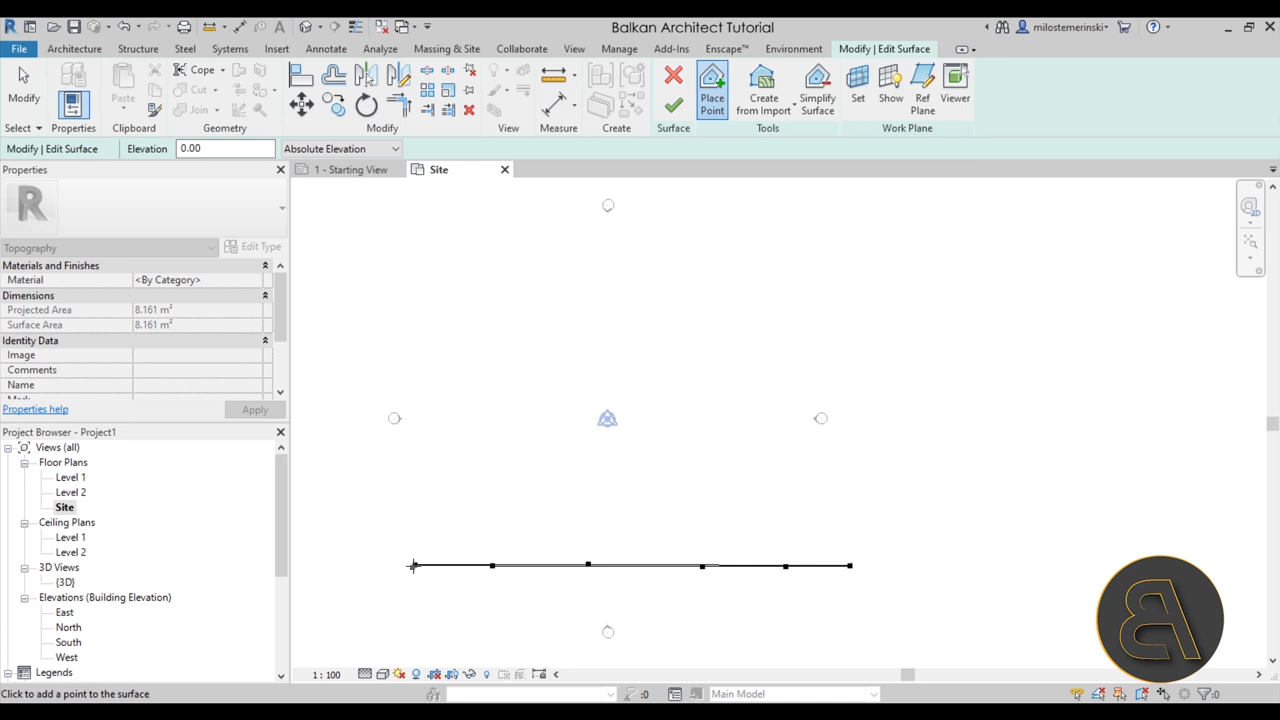 Balkan Architect Tutorial
milostemerinski
File Architecture Structure Steel Systems Insert Annotate Analyze Massing & Site Collaborate View Manage Add-Ins Enscape™ Environment Modify | Edit Surface
Modify
Paste
Cope
Cut
Join
Place Point
Create from Import
Simplify Surface
Set
Show
Ref Plane
Viewer
Select Properties Clipboard Geometry Modify View Measure Create Surface Tools Work Plane
Modify | Edit Surface Elevation 0.00 Absolute Elevation
Properties
1 - Starting View
Site
R
Topography Edit Type
Materials and Finishes
Material <By Category>
Dimensions
Projected Area 8.161 m²
Surface Area 8.161 m²
Identity Data
Image
Comments
Name
Properties help Apply
Project Browser - Project1
Views (all)
Floor Plans
Level 1
Level 2
Site
Ceiling Plans
Level 1
Level 2
3D Views
{3D}
Elevations (Building Elevation)
East
North
South
West
Legends
1 : 100
Click to add a point to the surface
:0
Main Model
:0